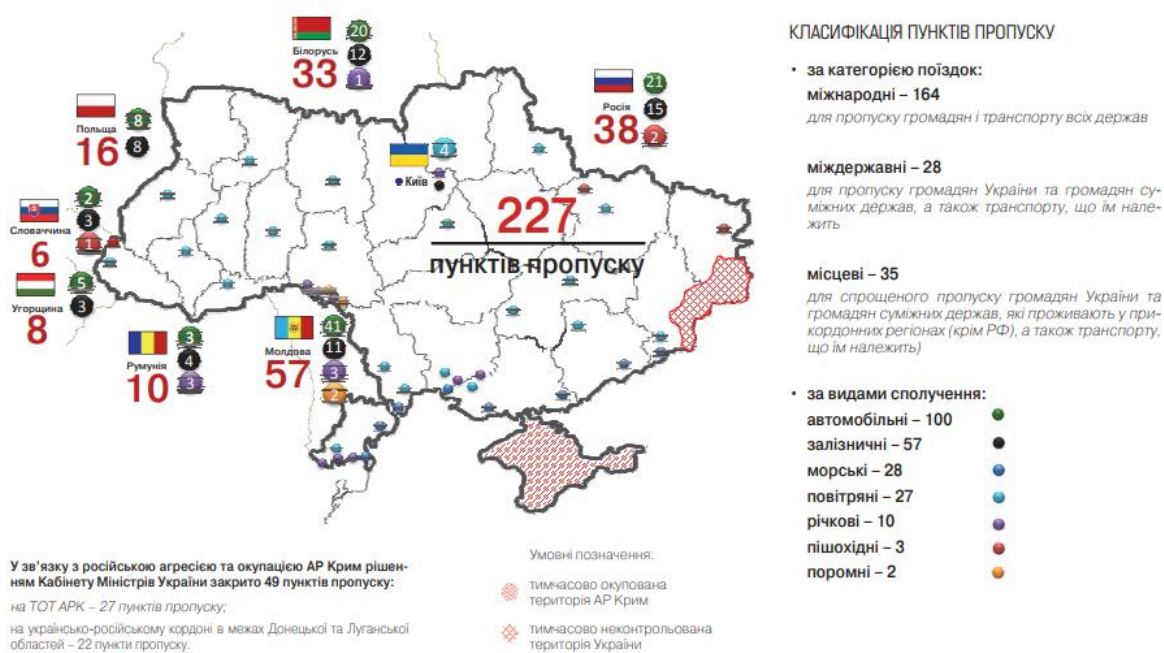 Білорусь
33
20
12
1
Польща
16
8
8
Росія
38
21
15
2
Словаччина
6
2
3
1
Угорщина
8
5
3
Румунія
10
3
4
3
Молдова
57
41
11
3
2
4
Київ
227
пунктів пропуску
КЛАСИФІКАЦІЯ ПУНКТІВ ПРОПУСКУ
• за категорією поїздок:
міжнародні – 164
для пропуску громадян і транспорту всіх держав
міждержавні – 28
для пропуску громадян України та громадян су-
міжних держав, а також транспорту, що їм нале-
жить
місцеві – 35
для спрощеного пропуску громадян України та
громадян суміжних держав, які проживають у при-
кордонних регіонах (крім РФ), а також транспорту,
що їм належить)
• за видами сполучення:
автомобільні – 100
залізничні – 57
морські – 28
повітряні – 27
річкові – 10
пішохідні – 3
поромні – 2
У зв'язку з російською агресією та окупацією АР Крим рішен-
ням Кабінету Міністрів України закрито 49 пунктів пропуску:
на ТОТ АРК – 27 пунктів пропуску;
на українсько-російському кордоні в межах Донецької та Луганської
областей – 22 пункти пропуску.
Умовні позначення:
тимчасово окупована
територія АР Крим
тимчасово неконтрольована
територія України